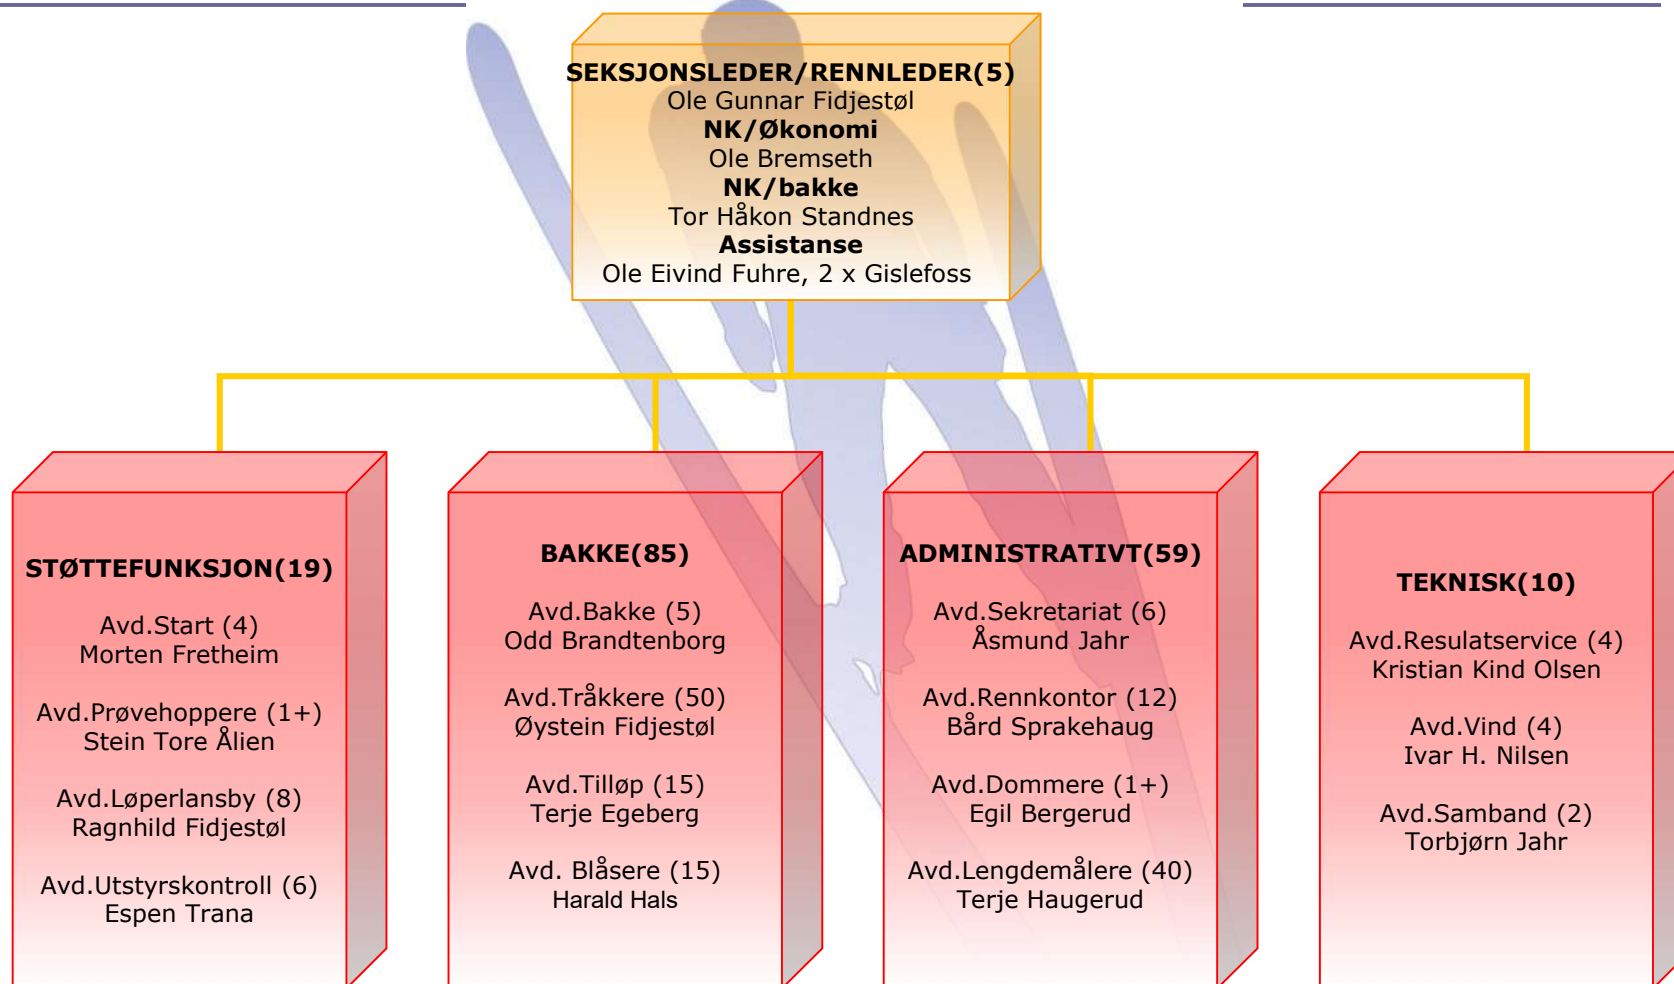 SEKSJONSLEDER/RENNLEDER(5)
Ole Gunnar Fidjestøl
NK/Økonomi
Ole Bremseth
NK/bakke
Tor Håkon Standnes
Assistanse
Ole Eivind Fuhre, 2 x Gislefoss
STØTTEFUNKSJON(19)
Avd.Start (4)
Morten Fretheim
Avd.Prøvehoppere (1+)
Stein Tore Ålien
Avd.Løperlansby (8)
Ragnhild Fidjestøl
Avd.Utstyrskontroll (6)
Espen Trana
BAKKE(85)
Avd.Bakke (5)
Odd Brandtenborg
Avd.Tråkkere (50)
Øystein Fidjestøl
Avd.Tilløp (15)
Terje Egeberg
Avd. Blåsere (15)
Harald Hals
ADMINISTRATIVT(59)
Avd.Sekretariat (6)
Åsmund Jahr
Avd.Rennkontor (12)
Bård Sprakehaug
Avd.Dommere (1+)
Egil Bergerud
Avd.Lengdemålere (40)
Terje Haugerud
TEKNISK(10)
Avd.Resulatservice (4)
Kristian Kind Olsen
Avd.Vind (4)
Ivar H. Nilsen
Avd.Samband (2)
Torbjørn Jahr